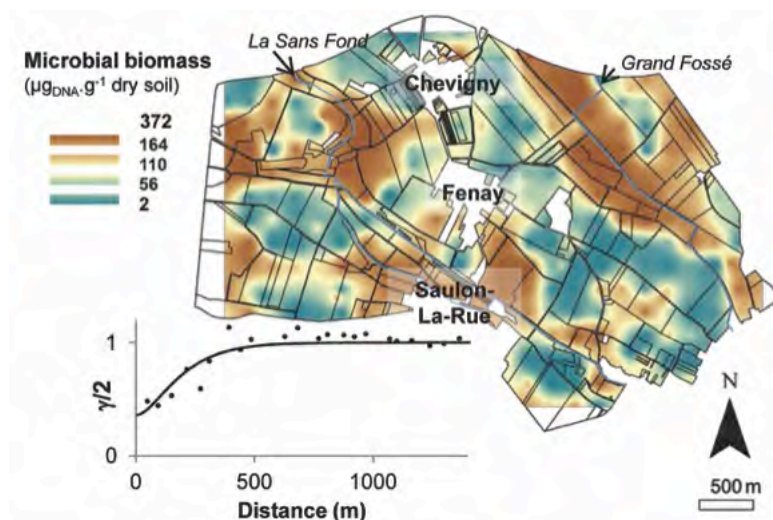 La Sans Fond
Microbial biomass
(µgDNA.g-1 dry soil)
372
164
110
56
2
Chevigny
Grand Fossé
Fenay
Saulon-
La-Rue
1
γ/2
0
0
500
1000
Distance (m)
N
500 m